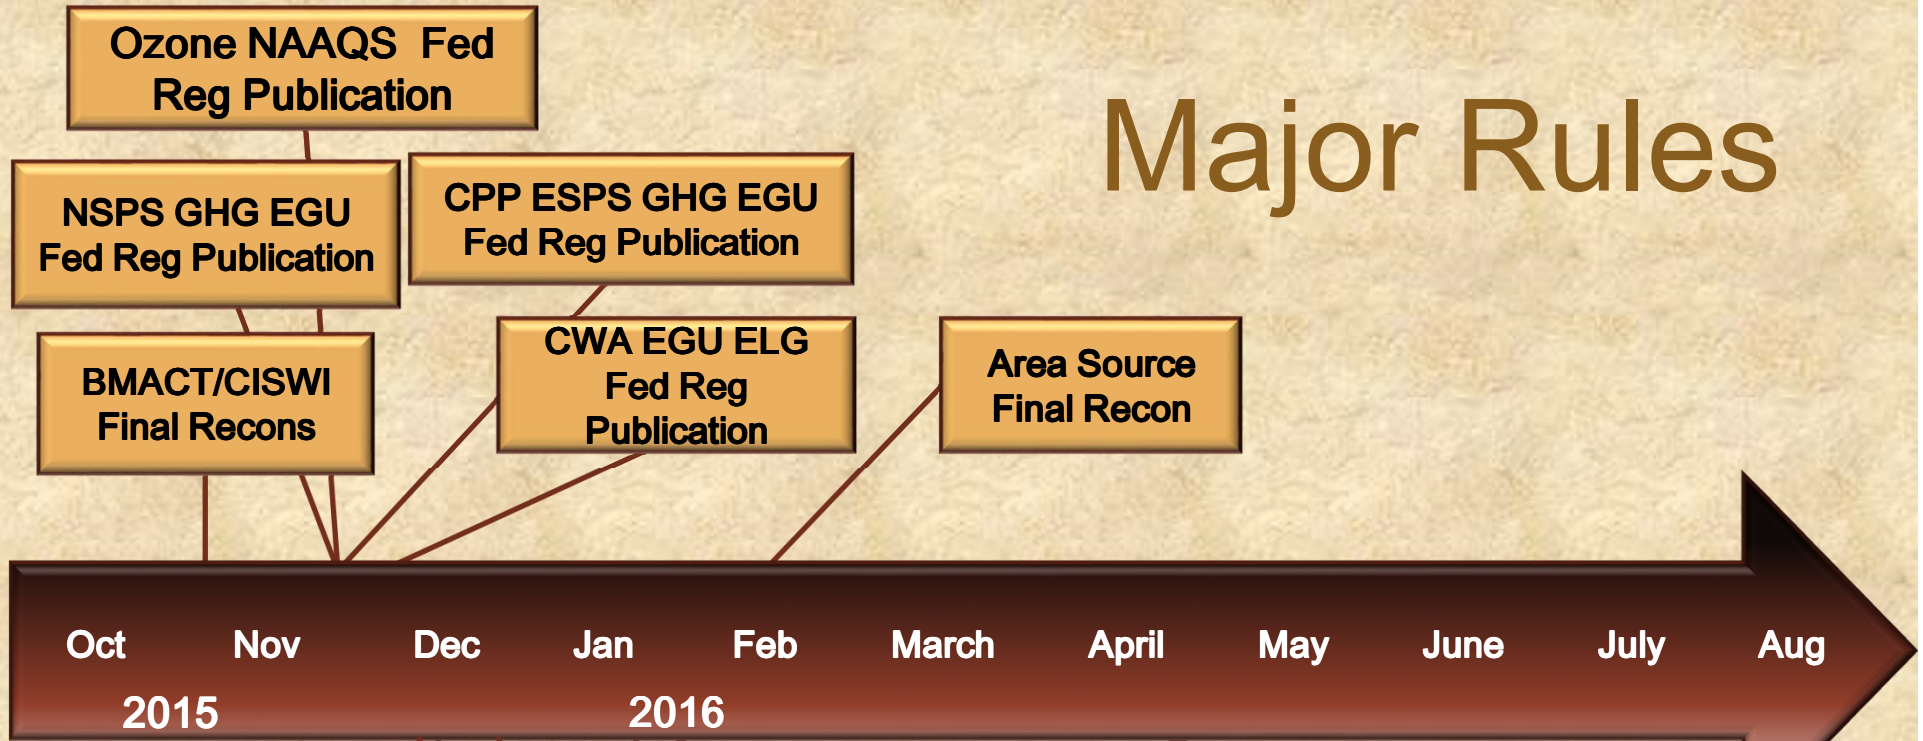 Ozone NAAQS Fed
Reg Publication
Major Rules
NSPS GHG EGU
Fed Reg Publication
CPP ESPS GHG EGU
Fed Reg Publication
BMACT/CISWI
Final Recons
CWA EGU ELG
Fed Reg
Publication
Area Source
Final Recon
Oct Nov Dec Jan Feb March April May June July Aug
2015 2016